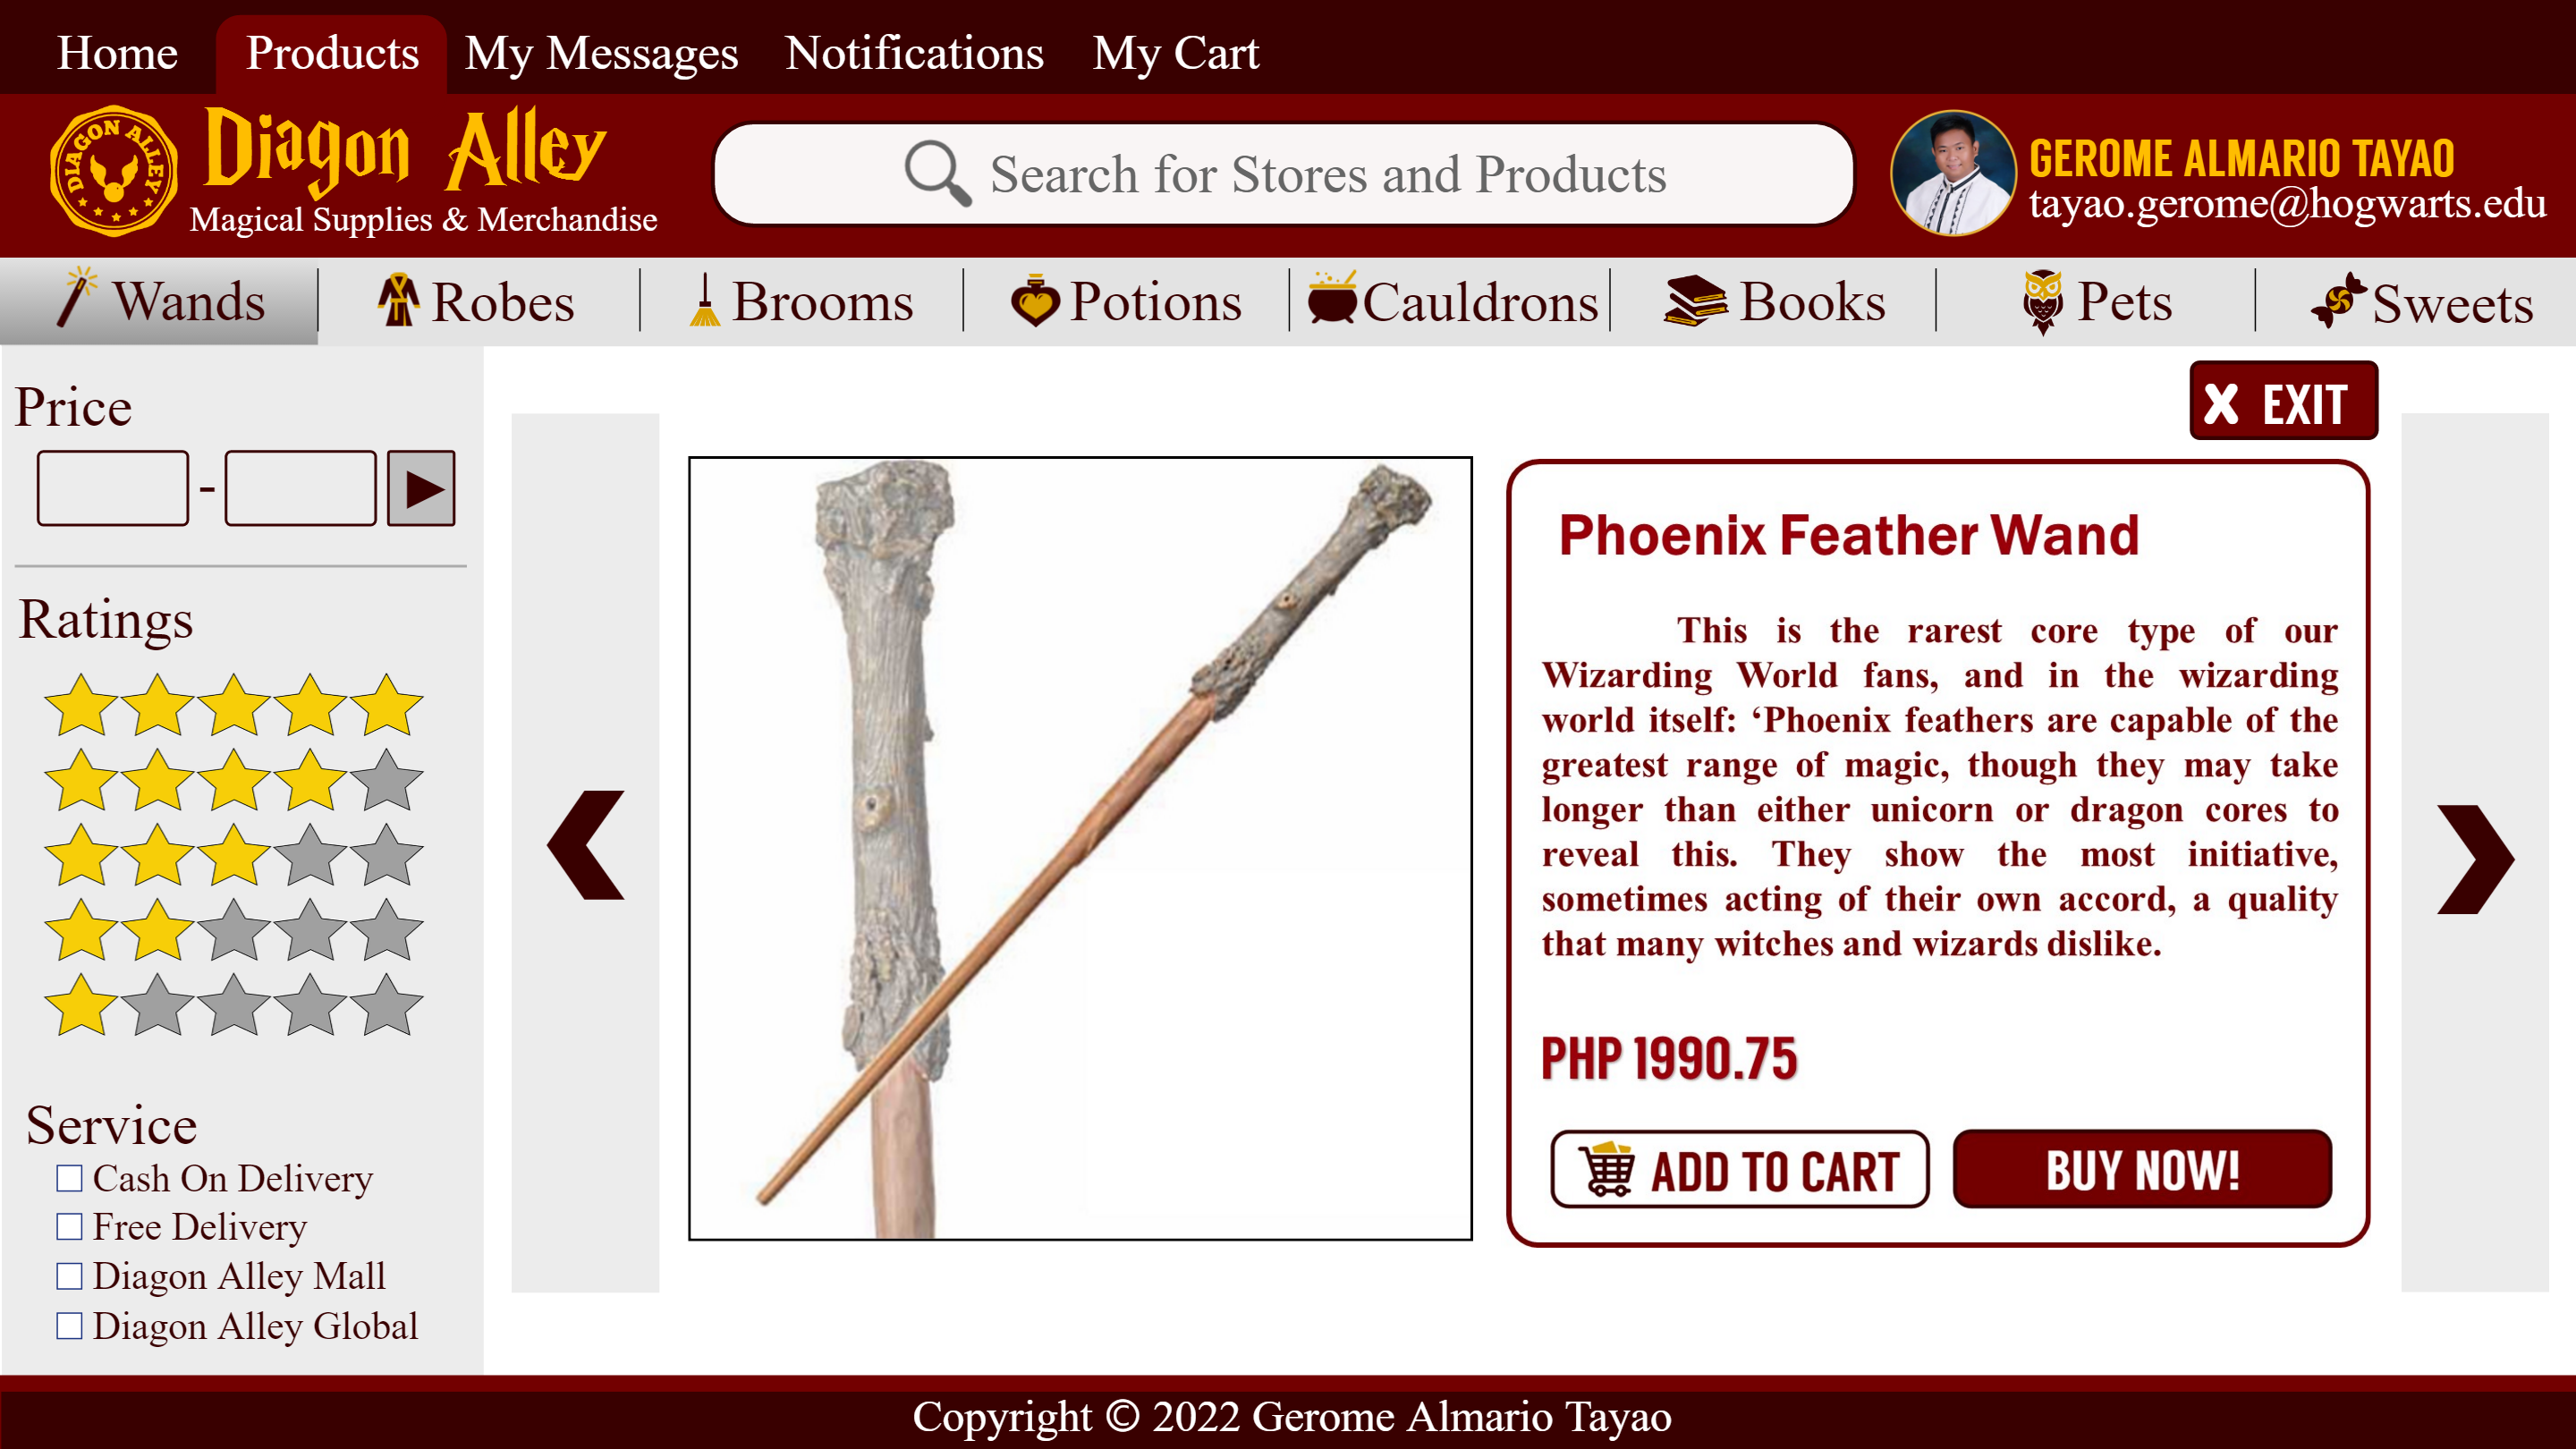 Home Products My Messages Notifications My Cart
DIAGON ALLEY
Diagon Alley
Magical Supplies & Merchandise
Search for Stores and Products
GEROME ALMARIO TAYAO
tayao.gerome@hogwarts.edu
Wands Robes Brooms Potions Cauldrons Books Pets Sweets
Price
-
Ratings
Service
Cash On Delivery
Free Delivery
Diagon Alley Mall
Diagon Alley Global
X EXIT
Phoenix Feather Wand
This is the rarest core type of our
Wizarding World fans, and in the wizarding
world itself: ‘Phoenix feathers are capable of the
greatest range of magic, though they may take
longer than either unicorn or dragon cores to
reveal this. They show the most initiative,
sometimes acting of their own accord, a quality
that many witches and wizards dislike.
PHP 1990.75
ADD TO CART
BUY NOW!
Copyright © 2022 Gerome Almario Tayao